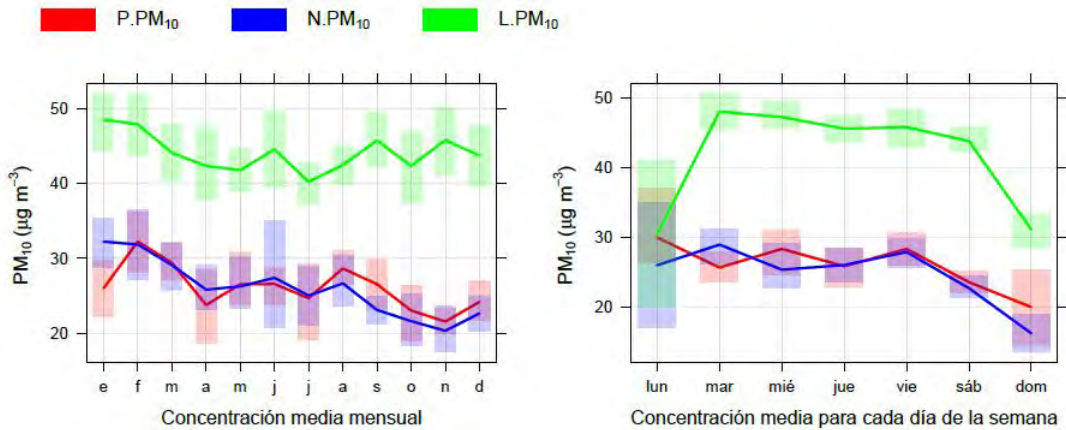 P.PM₁₀ N.PM₁₀ L.PM₁₀
PM₁₀ (µg m⁻³)
50
40
30
20
e f m a m j j a s o n d
Concentración media mensual
PM₁₀ (µg m⁻³)
50
40
30
20
lun mar mié jue vie sáb dom
Concentración media para cada día de la semana